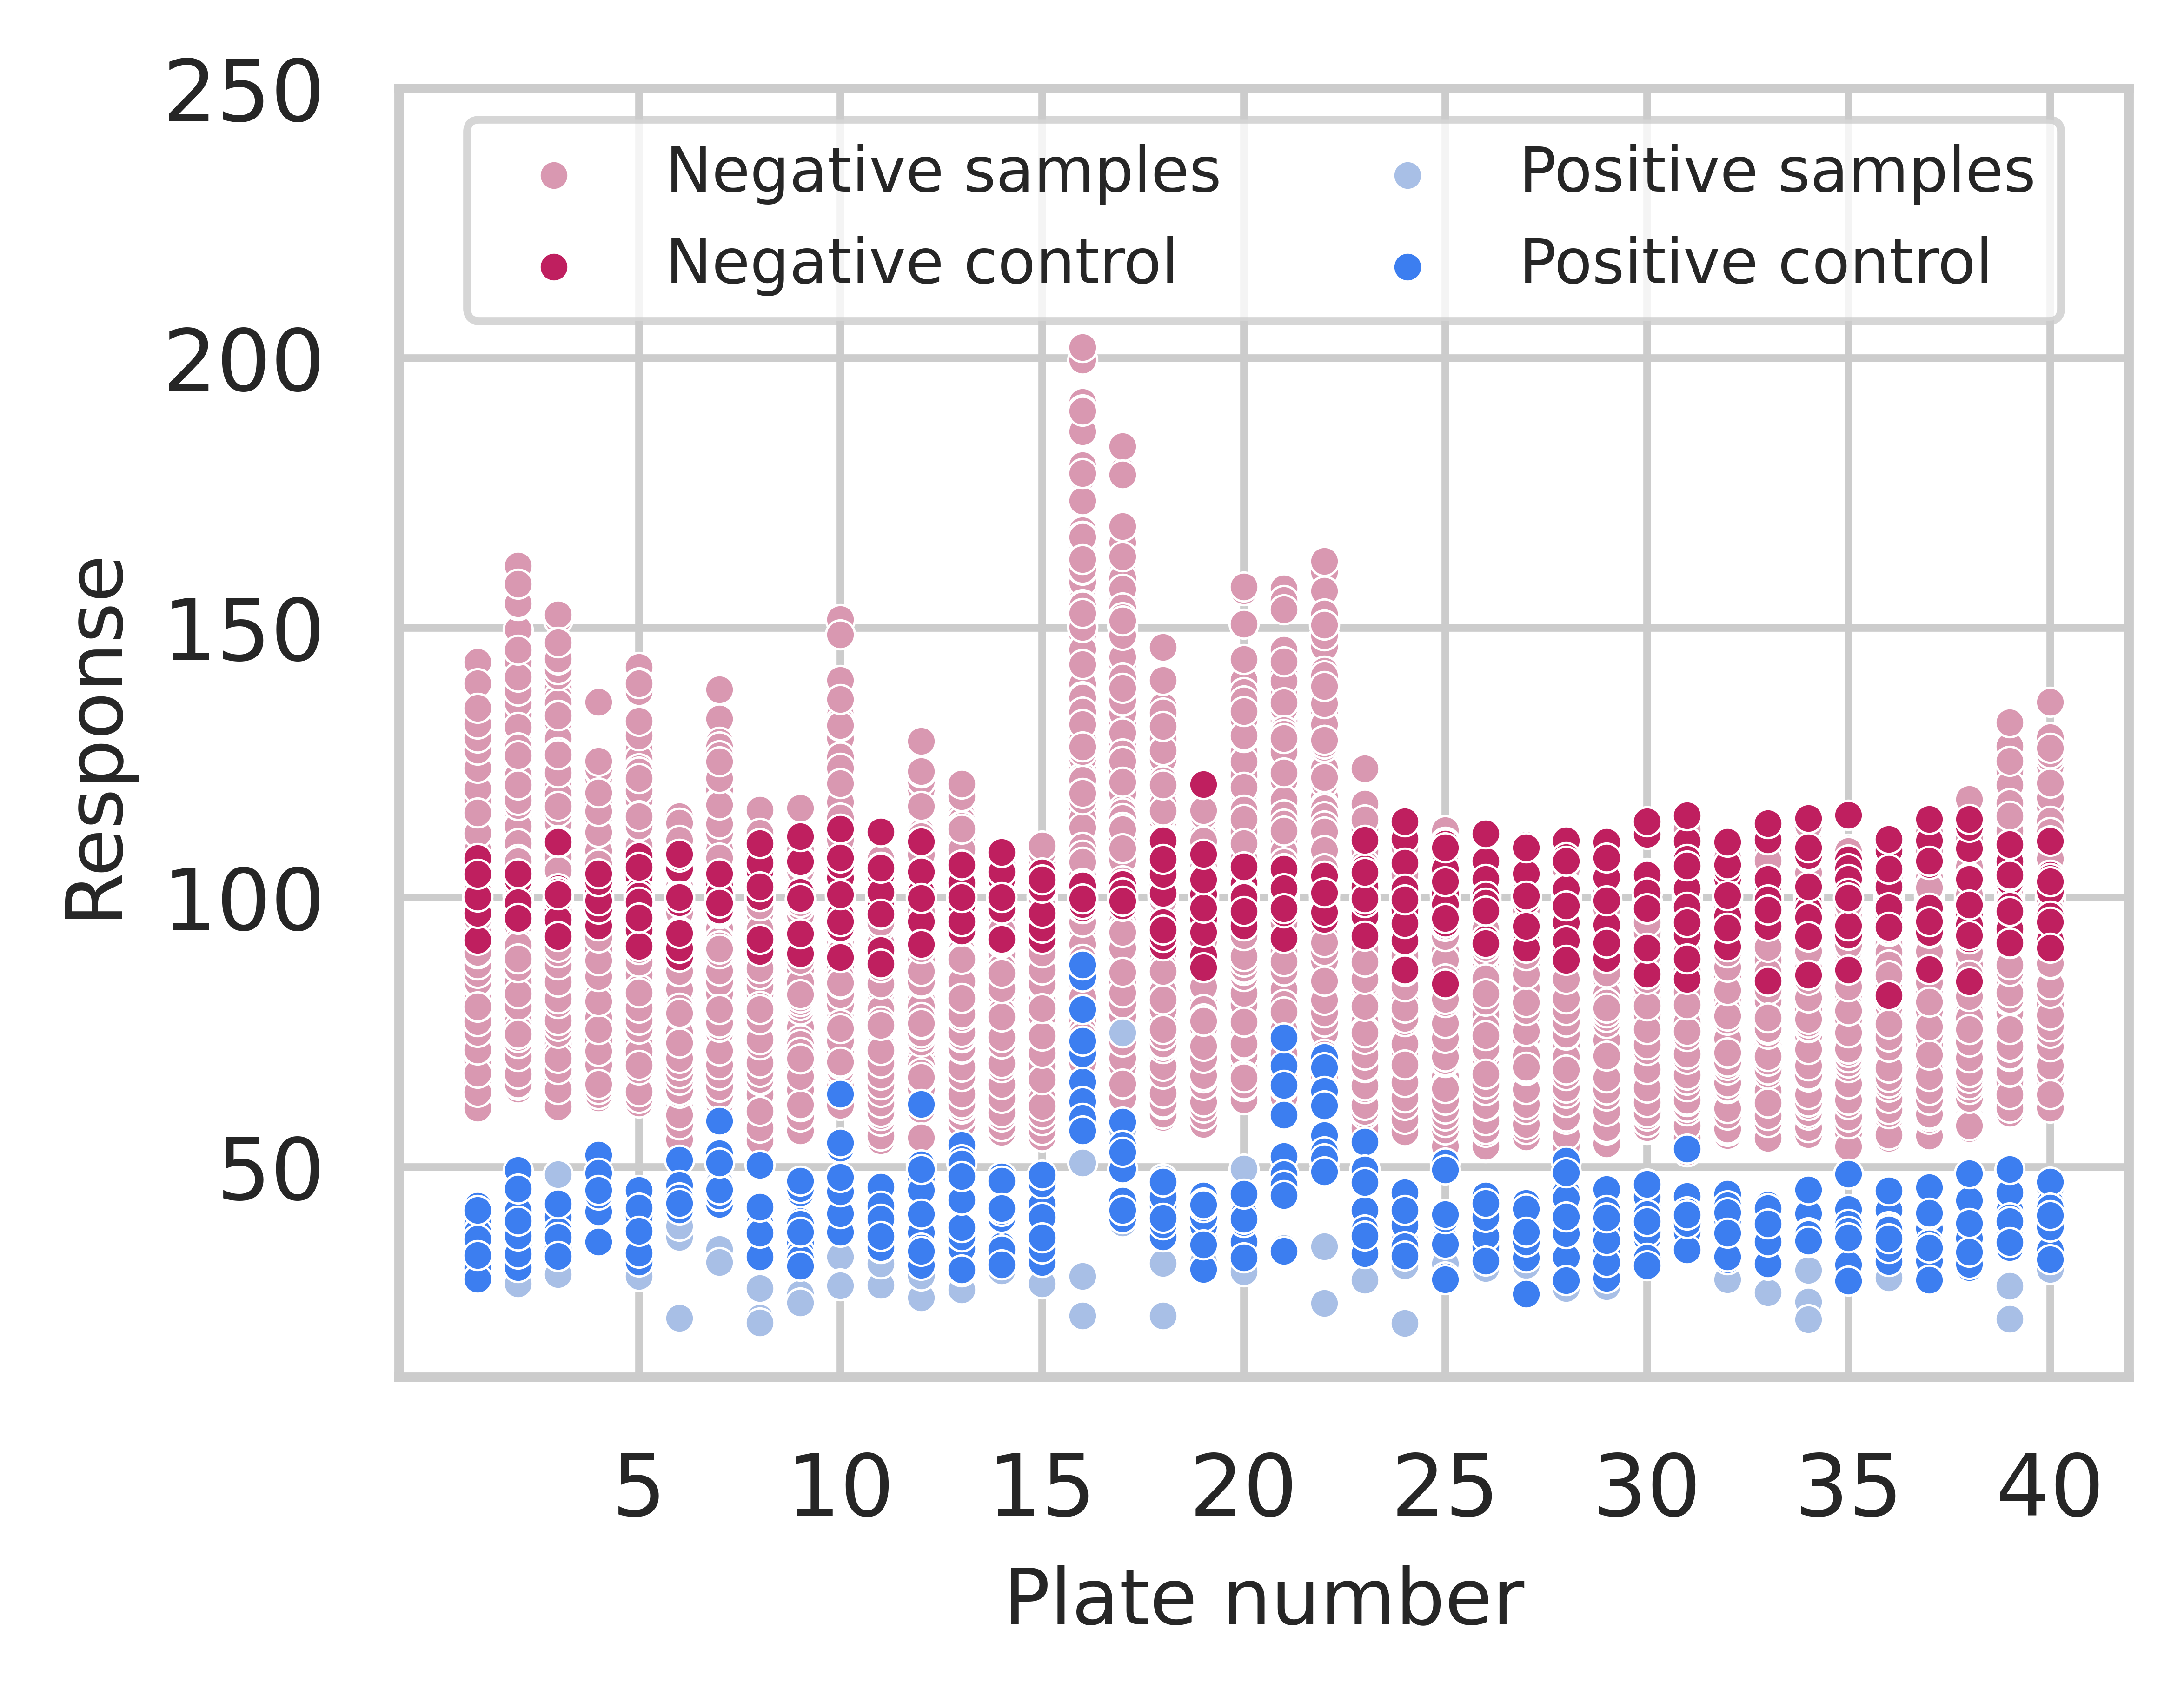 250
200
150
100
50
Response
Negative samples
Negative control
Positive samples
Positive control
5 10 15 20 25 30 35 40
Plate number